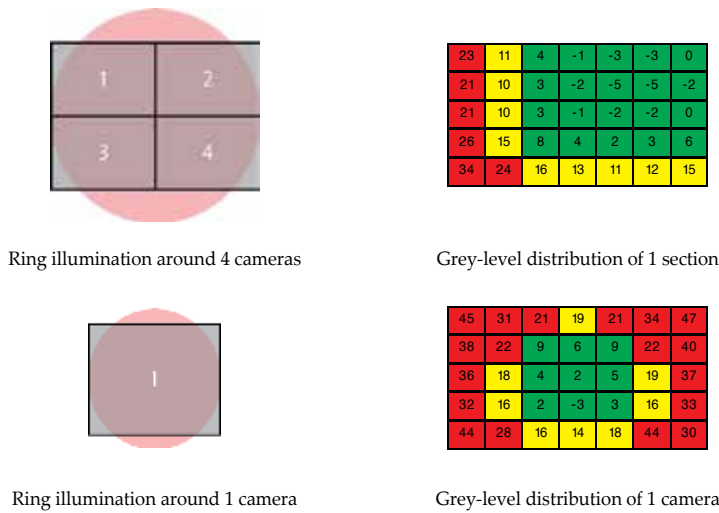 1 2
3 4
23 11 4 -1 -3 -3 0
21 10 3 -2 -5 -5 -2
21 10 3 -1 -2 -2 0
26 15 8 4 2 3 6
34 24 16 13 11 12 15
Ring illumination around 4 cameras
Grey-level distribution of 1 section
1
45 31 21 19 21 34 47
38 22 9 6 9 22 40
36 18 4 2 5 19 37
32 16 2 -3 3 16 33
44 28 16 14 18 44 30
Ring illumination around 1 camera
Grey-level distribution of 1 camera